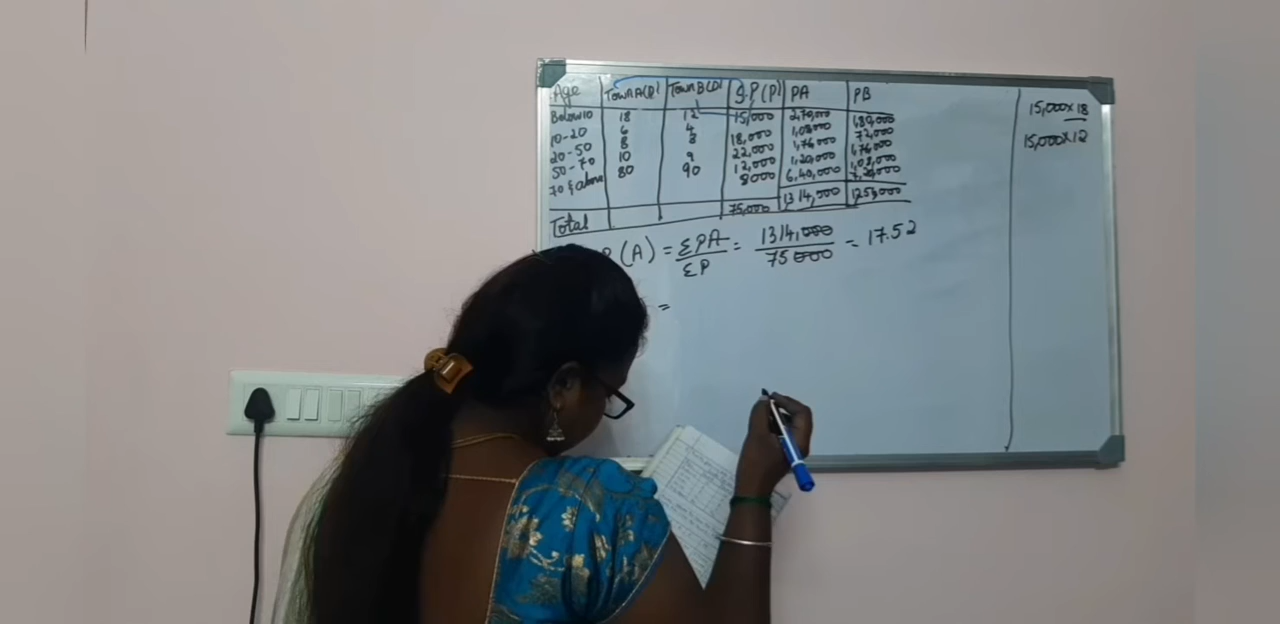 Age Town A(D) Town B(D) S.P(P) PA PB
Below 10 18 12 15,000 2,70,000 1,80,000
10-20 6 4 18,000 1,08,000 72,000
20-50 8 8 22,000 1,76,000 1,76,000
50-70 10 9 12,000 1,20,000 1,08,000
70 & above 80 90 8000 6,40,000 7,20,000
1314,000
Total 75,000
(A) = ΣPA/ΣP = 1314,000/75000 = 17.52
=
15,000×18
15,000×12